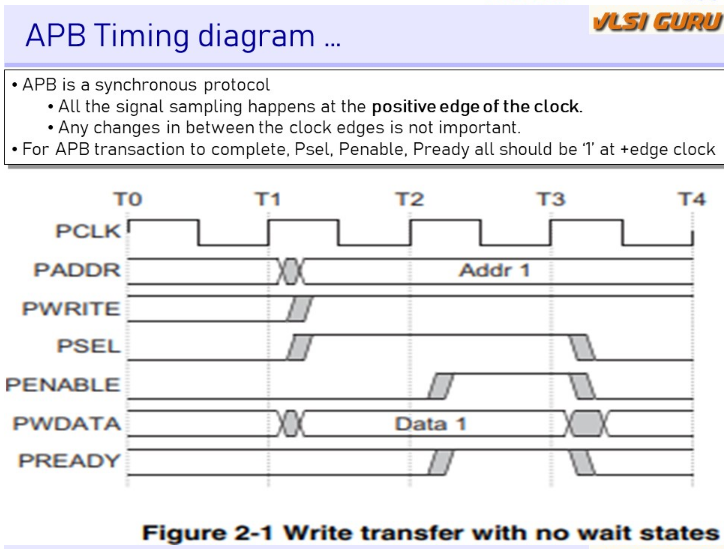 VLSI GURU
APB Timing diagram ...
• APB is a synchronous protocol
• All the signal sampling happens at the positive edge of the clock.
• Any changes in between the clock edges is not important.
• For APB transaction to complete, Psel, Penable, Pready all should be '1' at +edge clock
T0 T1 T2 T3 T4
PCLK
PADDR Addr 1
PWRITE
PSEL
PENABLE
PWDATA Data 1
PREADY
Figure 2-1 Write transfer with no wait states